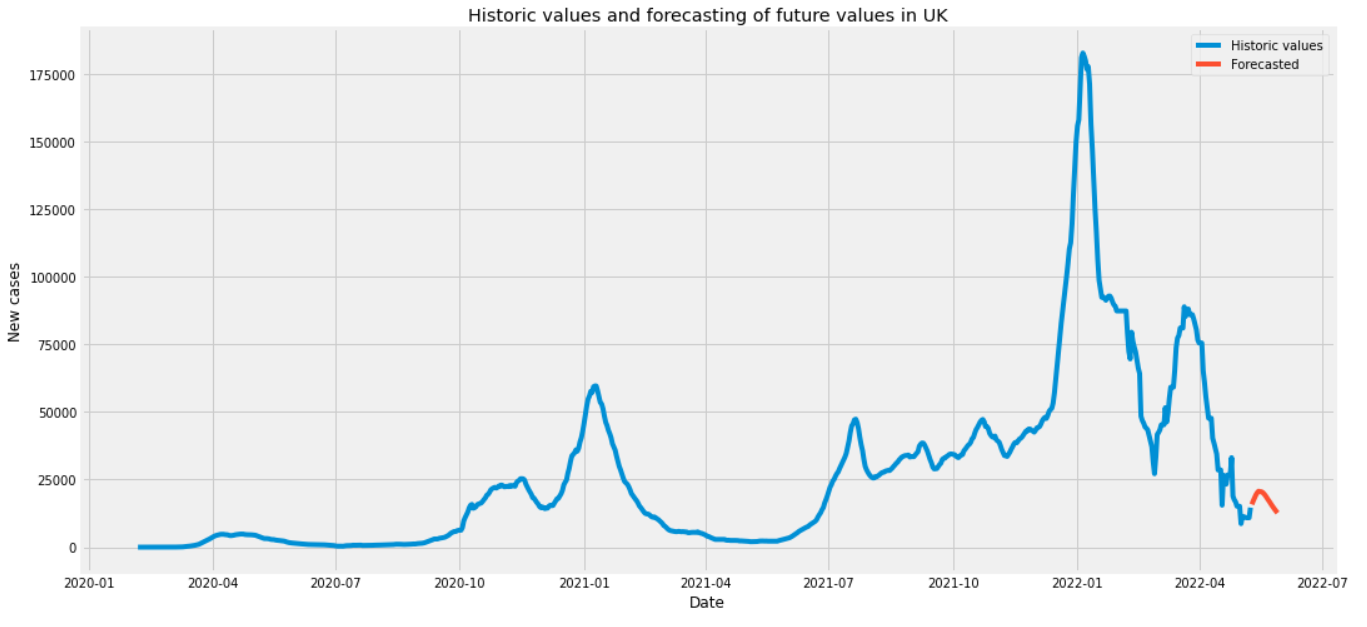 Historic values and forecasting of future values in UK
Historic values
Forecasted
175000
150000
125000
100000
75000
50000
25000
0
New cases
2020-01 2020-04 2020-07 2020-10 2021-01 2021-04 2021-07 2021-10 2022-01 2022-04 2022-07
Date